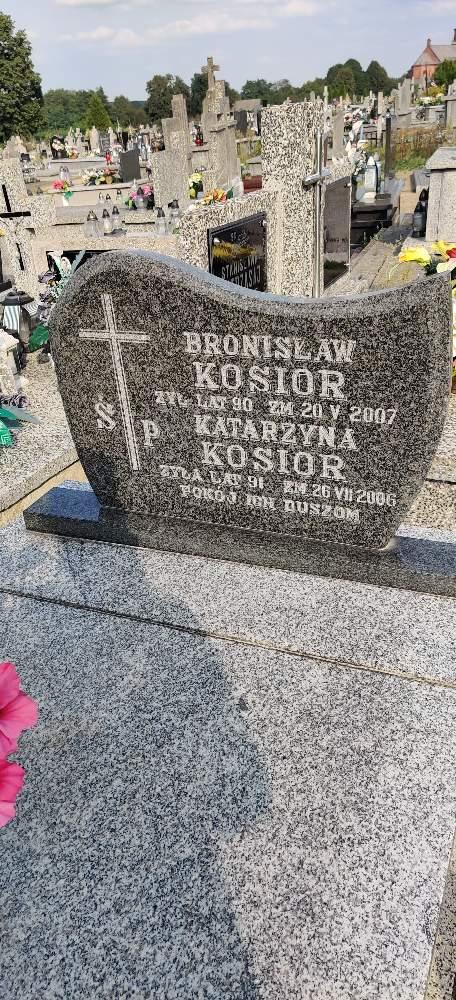 BRONISŁAW
KOSIOR
ŻYŁ LAT 90 ZM 20 V 2007
Ś P
KATARZYNA
KOSIOR
ŻYŁA LAT 91 ZM 26 VII 2006
POKÓJ ICH DUSZOM